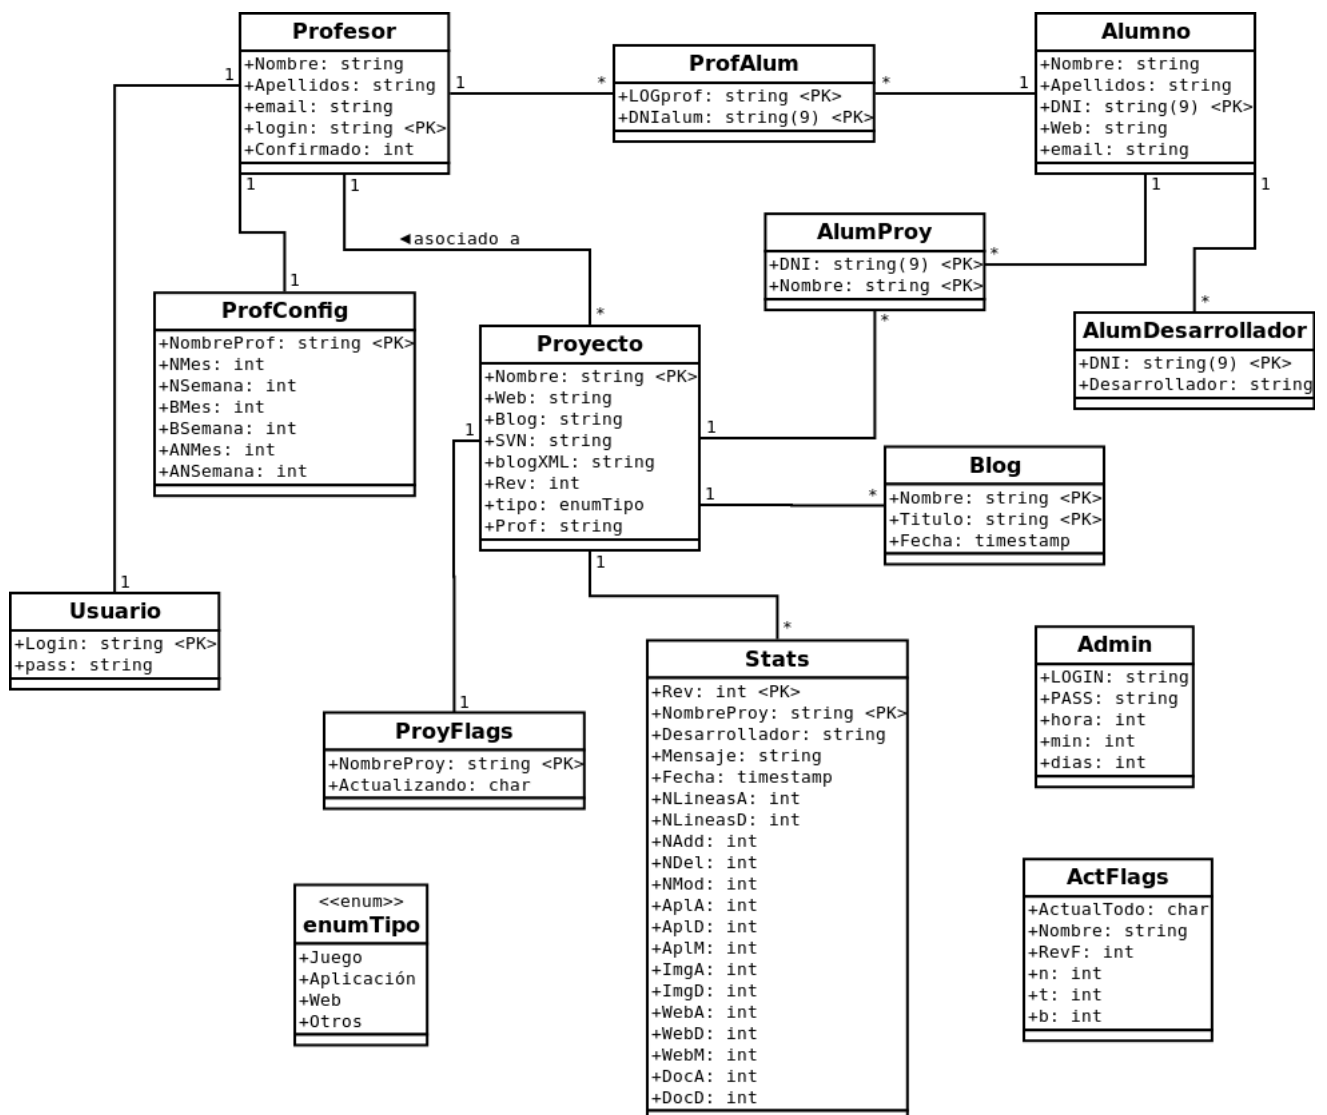 Profesor
+Nombre: string
+Apellidos: string
+email: string
+login: string <PK>
+Confirmado: int
1
1
*
ProfAlum
+LOGprof: string <PK>
+DNIalum: string(9) <PK>
*
1
Alumno
+Nombre: string
+Apellidos: string
+DNI: string(9) <PK>
+Web: string
+email: string
1
1
1
1
◄asociado a
AlumProy
+DNI: string(9) <PK>
+Nombre: string <PK>
*
*
1
ProfConfig
+NombreProf: string <PK>
+NMes: int
+NSemana: int
+BMes: int
+BSemana: int
+ANMes: int
+ANSemana: int
*
Proyecto
+Nombre: string <PK>
+Web: string
+Blog: string
+SVN: string
+blogXML: string
+Rev: int
+tipo: enumTipo
+Prof: string
*
AlumDesarrollador
+DNI: string(9) <PK>
+Desarrollador: string
1
1
1
*
Blog
+Nombre: string <PK>
+Titulo: string <PK>
+Fecha: timestamp
1
1
Usuario
+Login: string <PK>
+pass: string
*
Stats
+Rev: int <PK>
+NombreProy: string <PK>
+Desarrollador: string
+Mensaje: string
+Fecha: timestamp
+NLineasA: int
+NLineasD: int
+NAdd: int
+NDel: int
+NMod: int
+AplA: int
+AplD: int
+AplM: int
+ImgA: int
+ImgD: int
+WebA: int
+WebD: int
+WebM: int
+DocA: int
+DocD: int
Admin
+LOGIN: string
+PASS: string
+hora: int
+min: int
+dias: int
1
ProyFlags
+NombreProy: string <PK>
+Actualizando: char
<<enum>>
enumTipo
+Juego
+Aplicación
+Web
+Otros
ActFlags
+ActualTodo: char
+Nombre: string
+RevF: int
+n: int
+t: int
+b: int